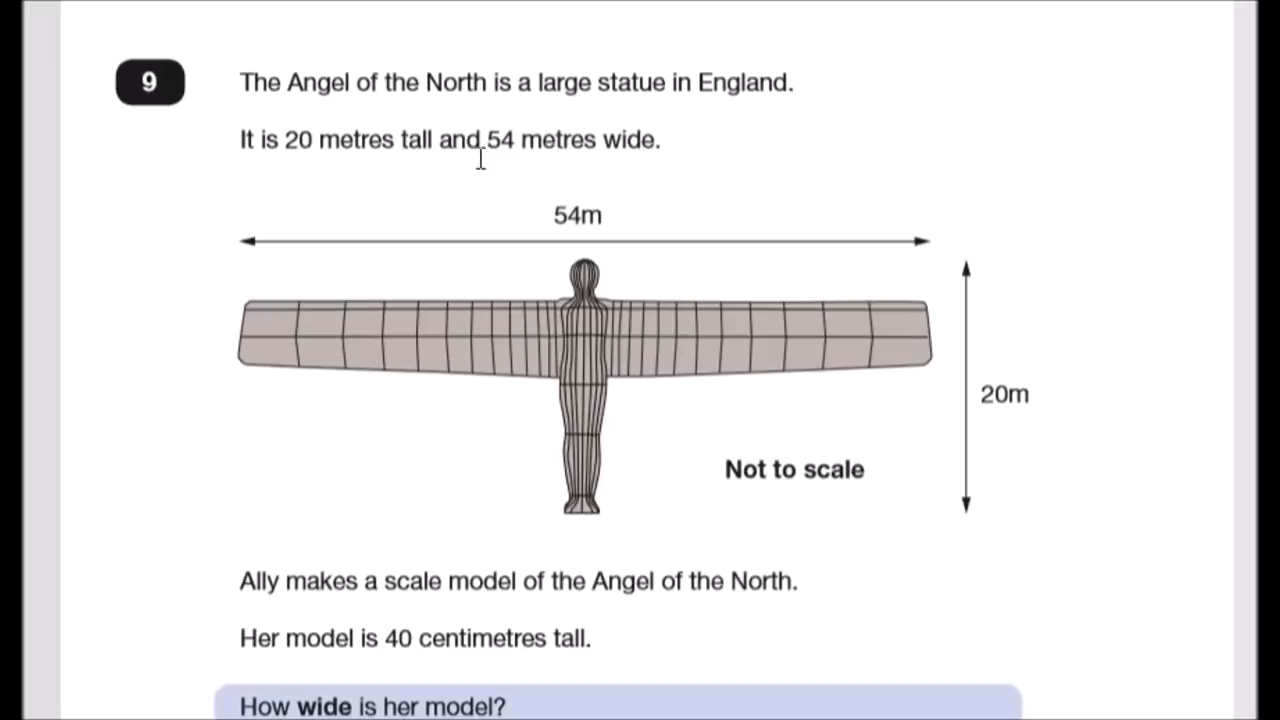 9
The Angel of the North is a large statue in England.
It is 20 metres tall and 54 metres wide.
54m
20m
Not to scale
Ally makes a scale model of the Angel of the North.
Her model is 40 centimetres tall.
How wide is her model?